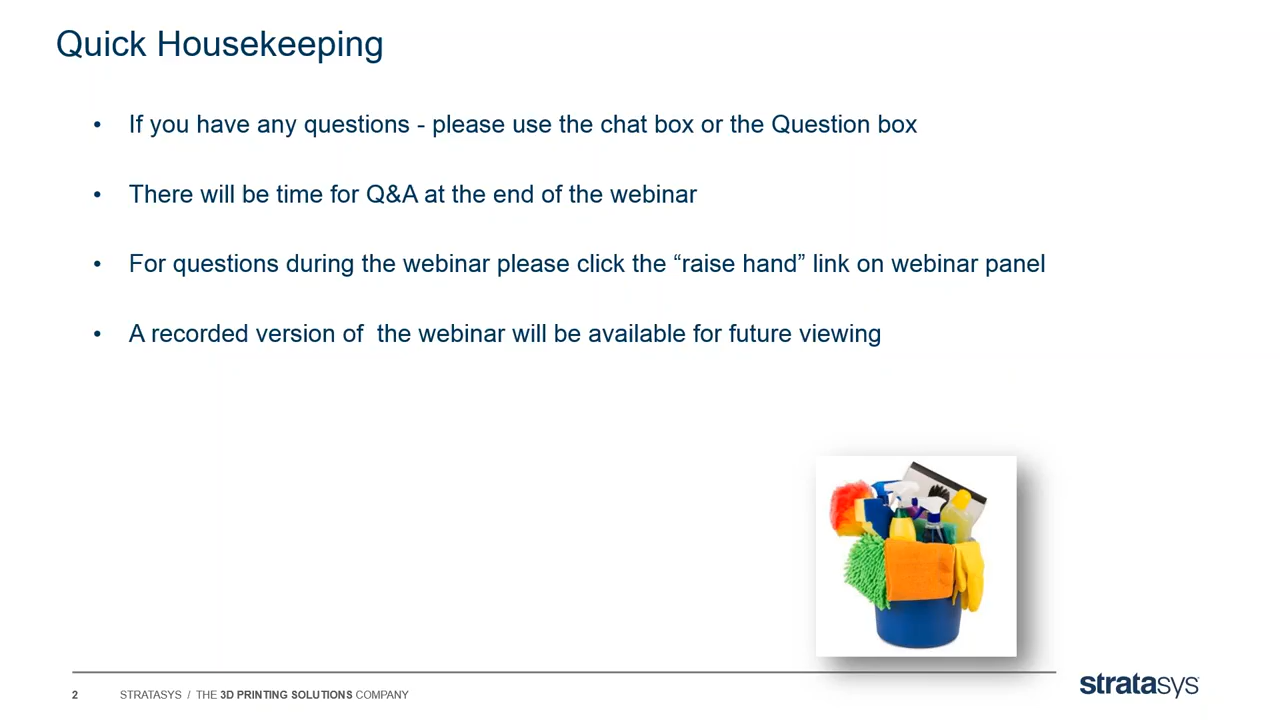 Quick Housekeeping
• If you have any questions - please use the chat box or the Question box
• There will be time for Q&A at the end of the webinar
• For questions during the webinar please click the “raise hand” link on webinar panel
• A recorded version of  the webinar will be available for future viewing
2 STRATASYS / THE 3D PRINTING SOLUTIONS COMPANY
stratasys